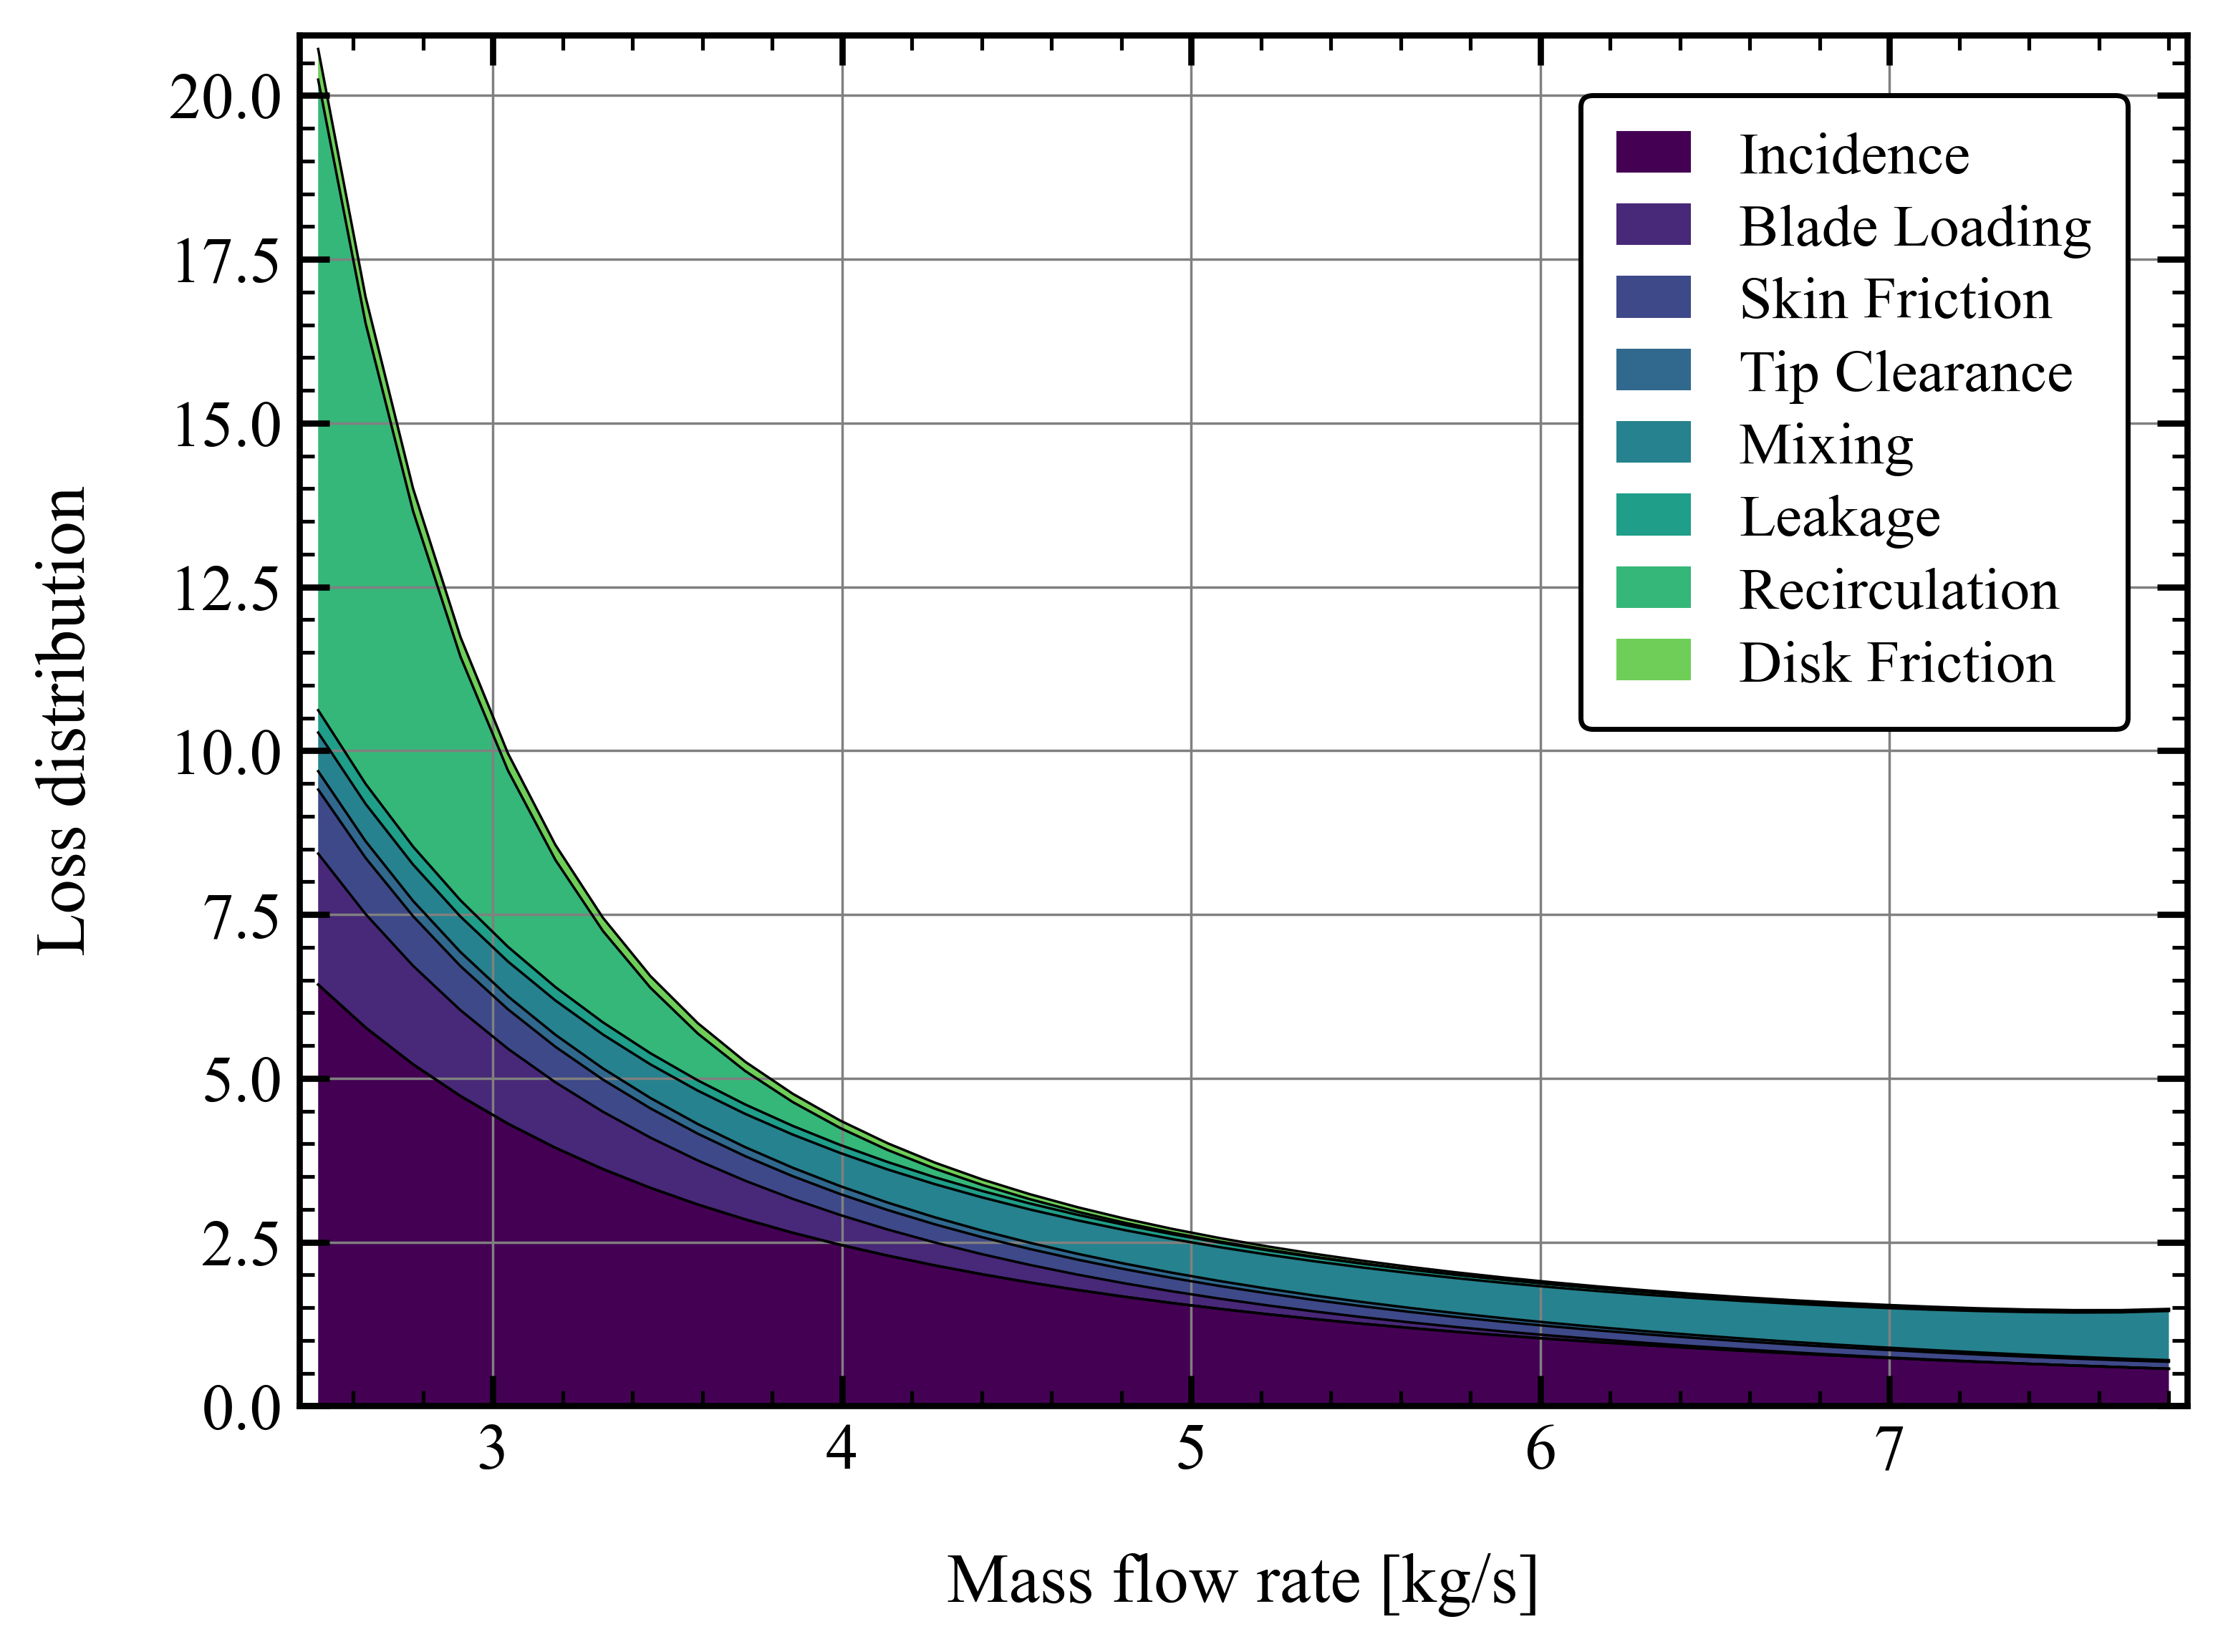 Loss distribution
20.0
17.5
15.0
12.5
10.0
7.5
5.0
2.5
0.0
3 4 5 6 7
Mass flow rate [kg/s]
Incidence
Blade Loading
Skin Friction
Tip Clearance
Mixing
Leakage
Recirculation
Disk Friction